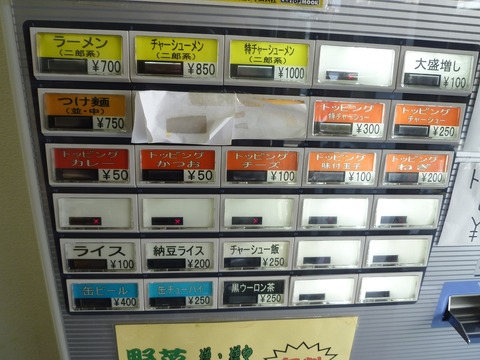 ラーメン
(二郎系)
¥700
チャーシューメン
(二郎系)
¥850
特チャーシューメン
(二郎系)
¥1000
大盛増し
¥100
つけ麺
(並・中)
¥750
トッピング
特チャーシュー
¥300
トッピング
チャーシュー
¥250
トッピング
カレー
¥50
トッピング
かつお
¥50
トッピング
チーズ
¥100
トッピング
味付玉子
¥100
トッピング
ねぎ
¥200
ライス
¥100
納豆ライス
¥200
チャーシュー飯
¥250
缶ビール
¥400
缶チューハイ
¥250
黒ウーロン茶
¥250
野菜